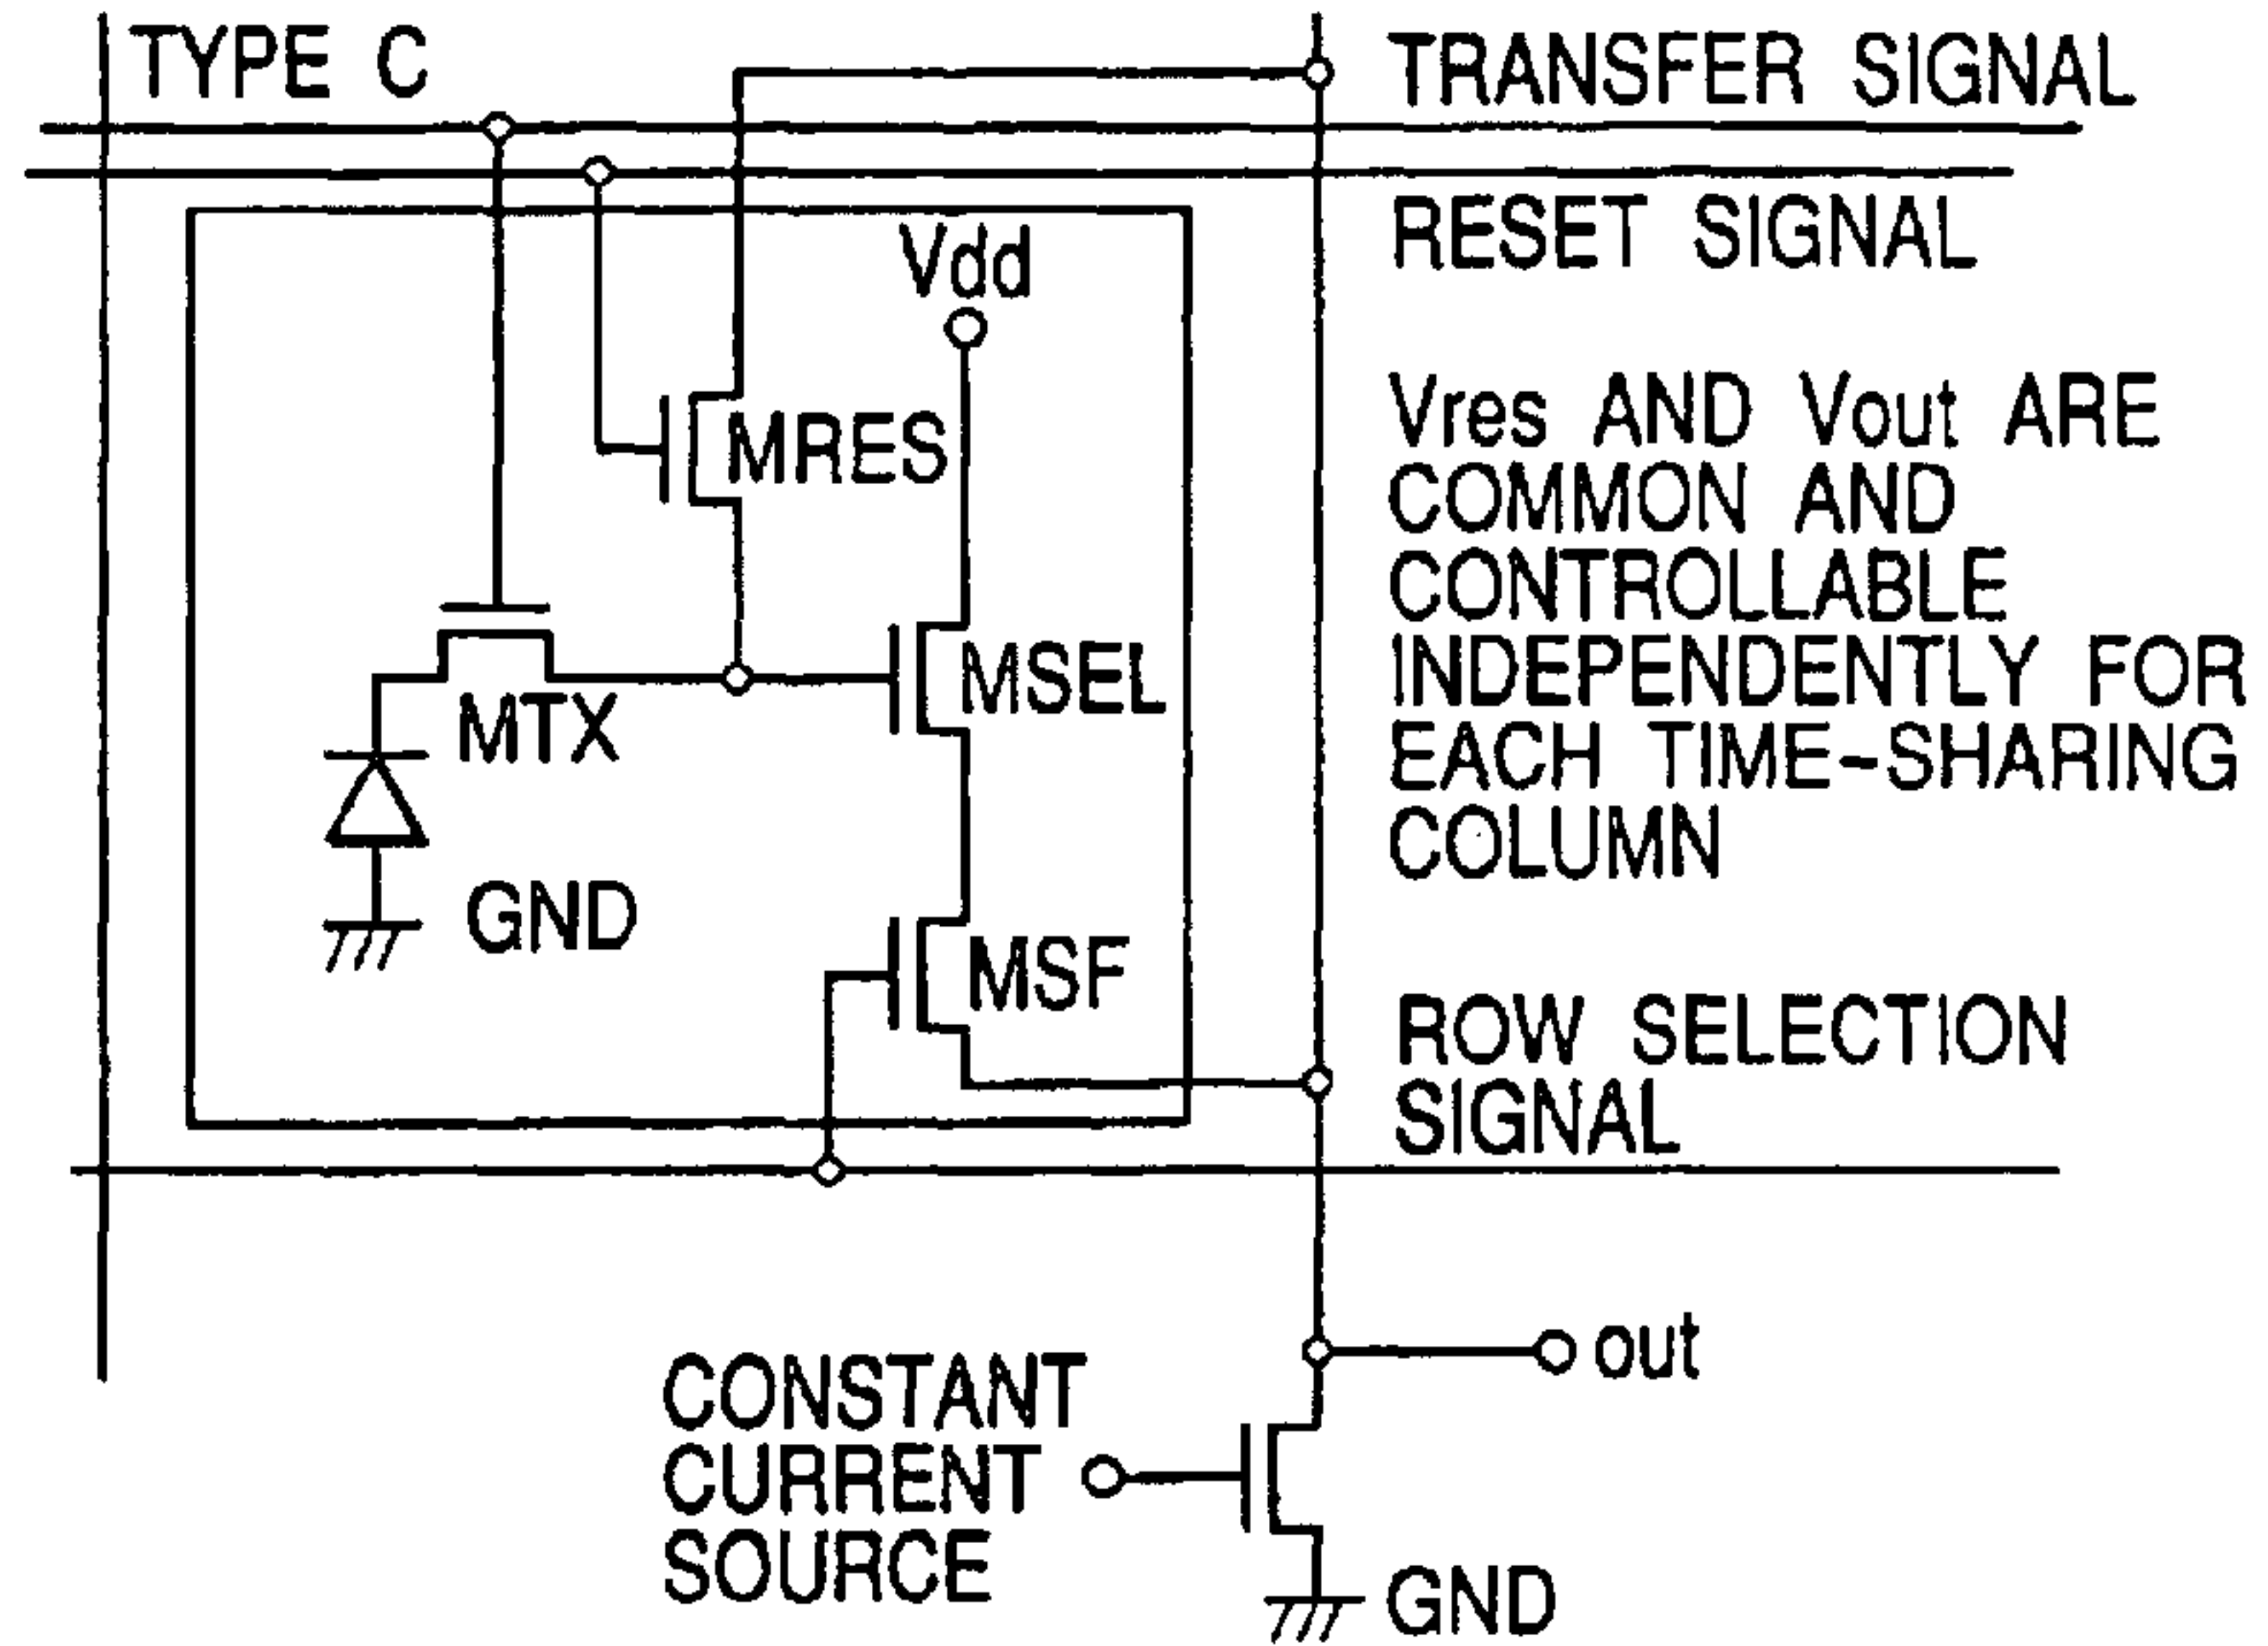 TYPE C
TRANSFER SIGNAL
RESET SIGNAL
Vdd
MRES
Vres AND Vout ARE
COMMON AND
CONTROLLABLE
INDEPENDENTLY FOR
EACH TIME-SHARING
COLUMN
MSEL
MTX
GND
MSF
ROW SELECTION
SIGNAL
out
CONSTANT
CURRENT
SOURCE
GND